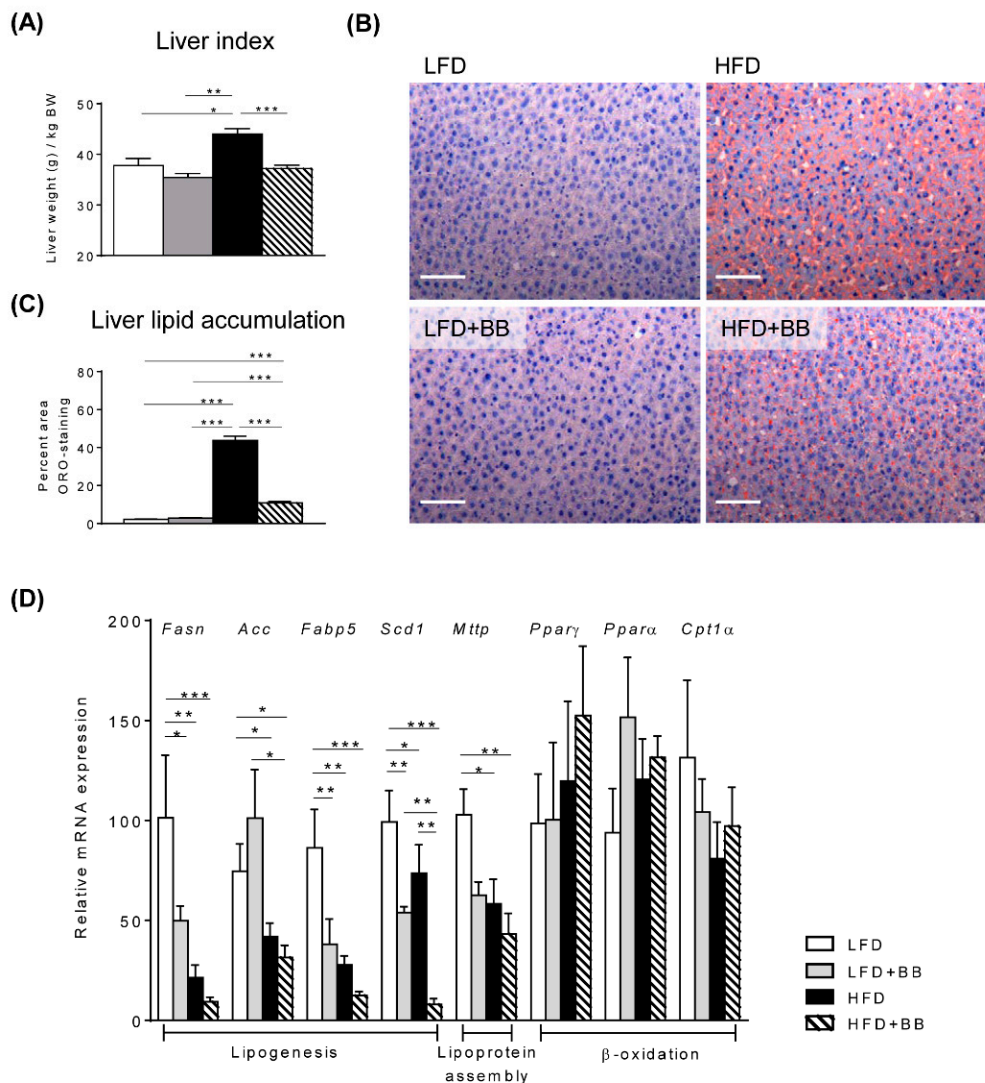 (A)
Liver index
Liver weight (g) / kg BW
50
40
30
20
**
*
***
(B)
LFD
HFD
LFD+BB
HFD+BB
(C)
Liver lipid accumulation
Percent area
ORO-staining
80
60
40
20
0
***
***
***
*** ***
(D)
Relative mRNA expression
200
150
100
50
0
Fasn Acc Fabp5 Scd1 Mttp Pparγ Pparα Cpt1α
***
**
*
*
*
*
***
**
**
***
*
**
**
**
**
*
Lipogenesis
Lipoprotein
assembly
β-oxidation
LFD
LFD+BB
HFD
HFD+BB